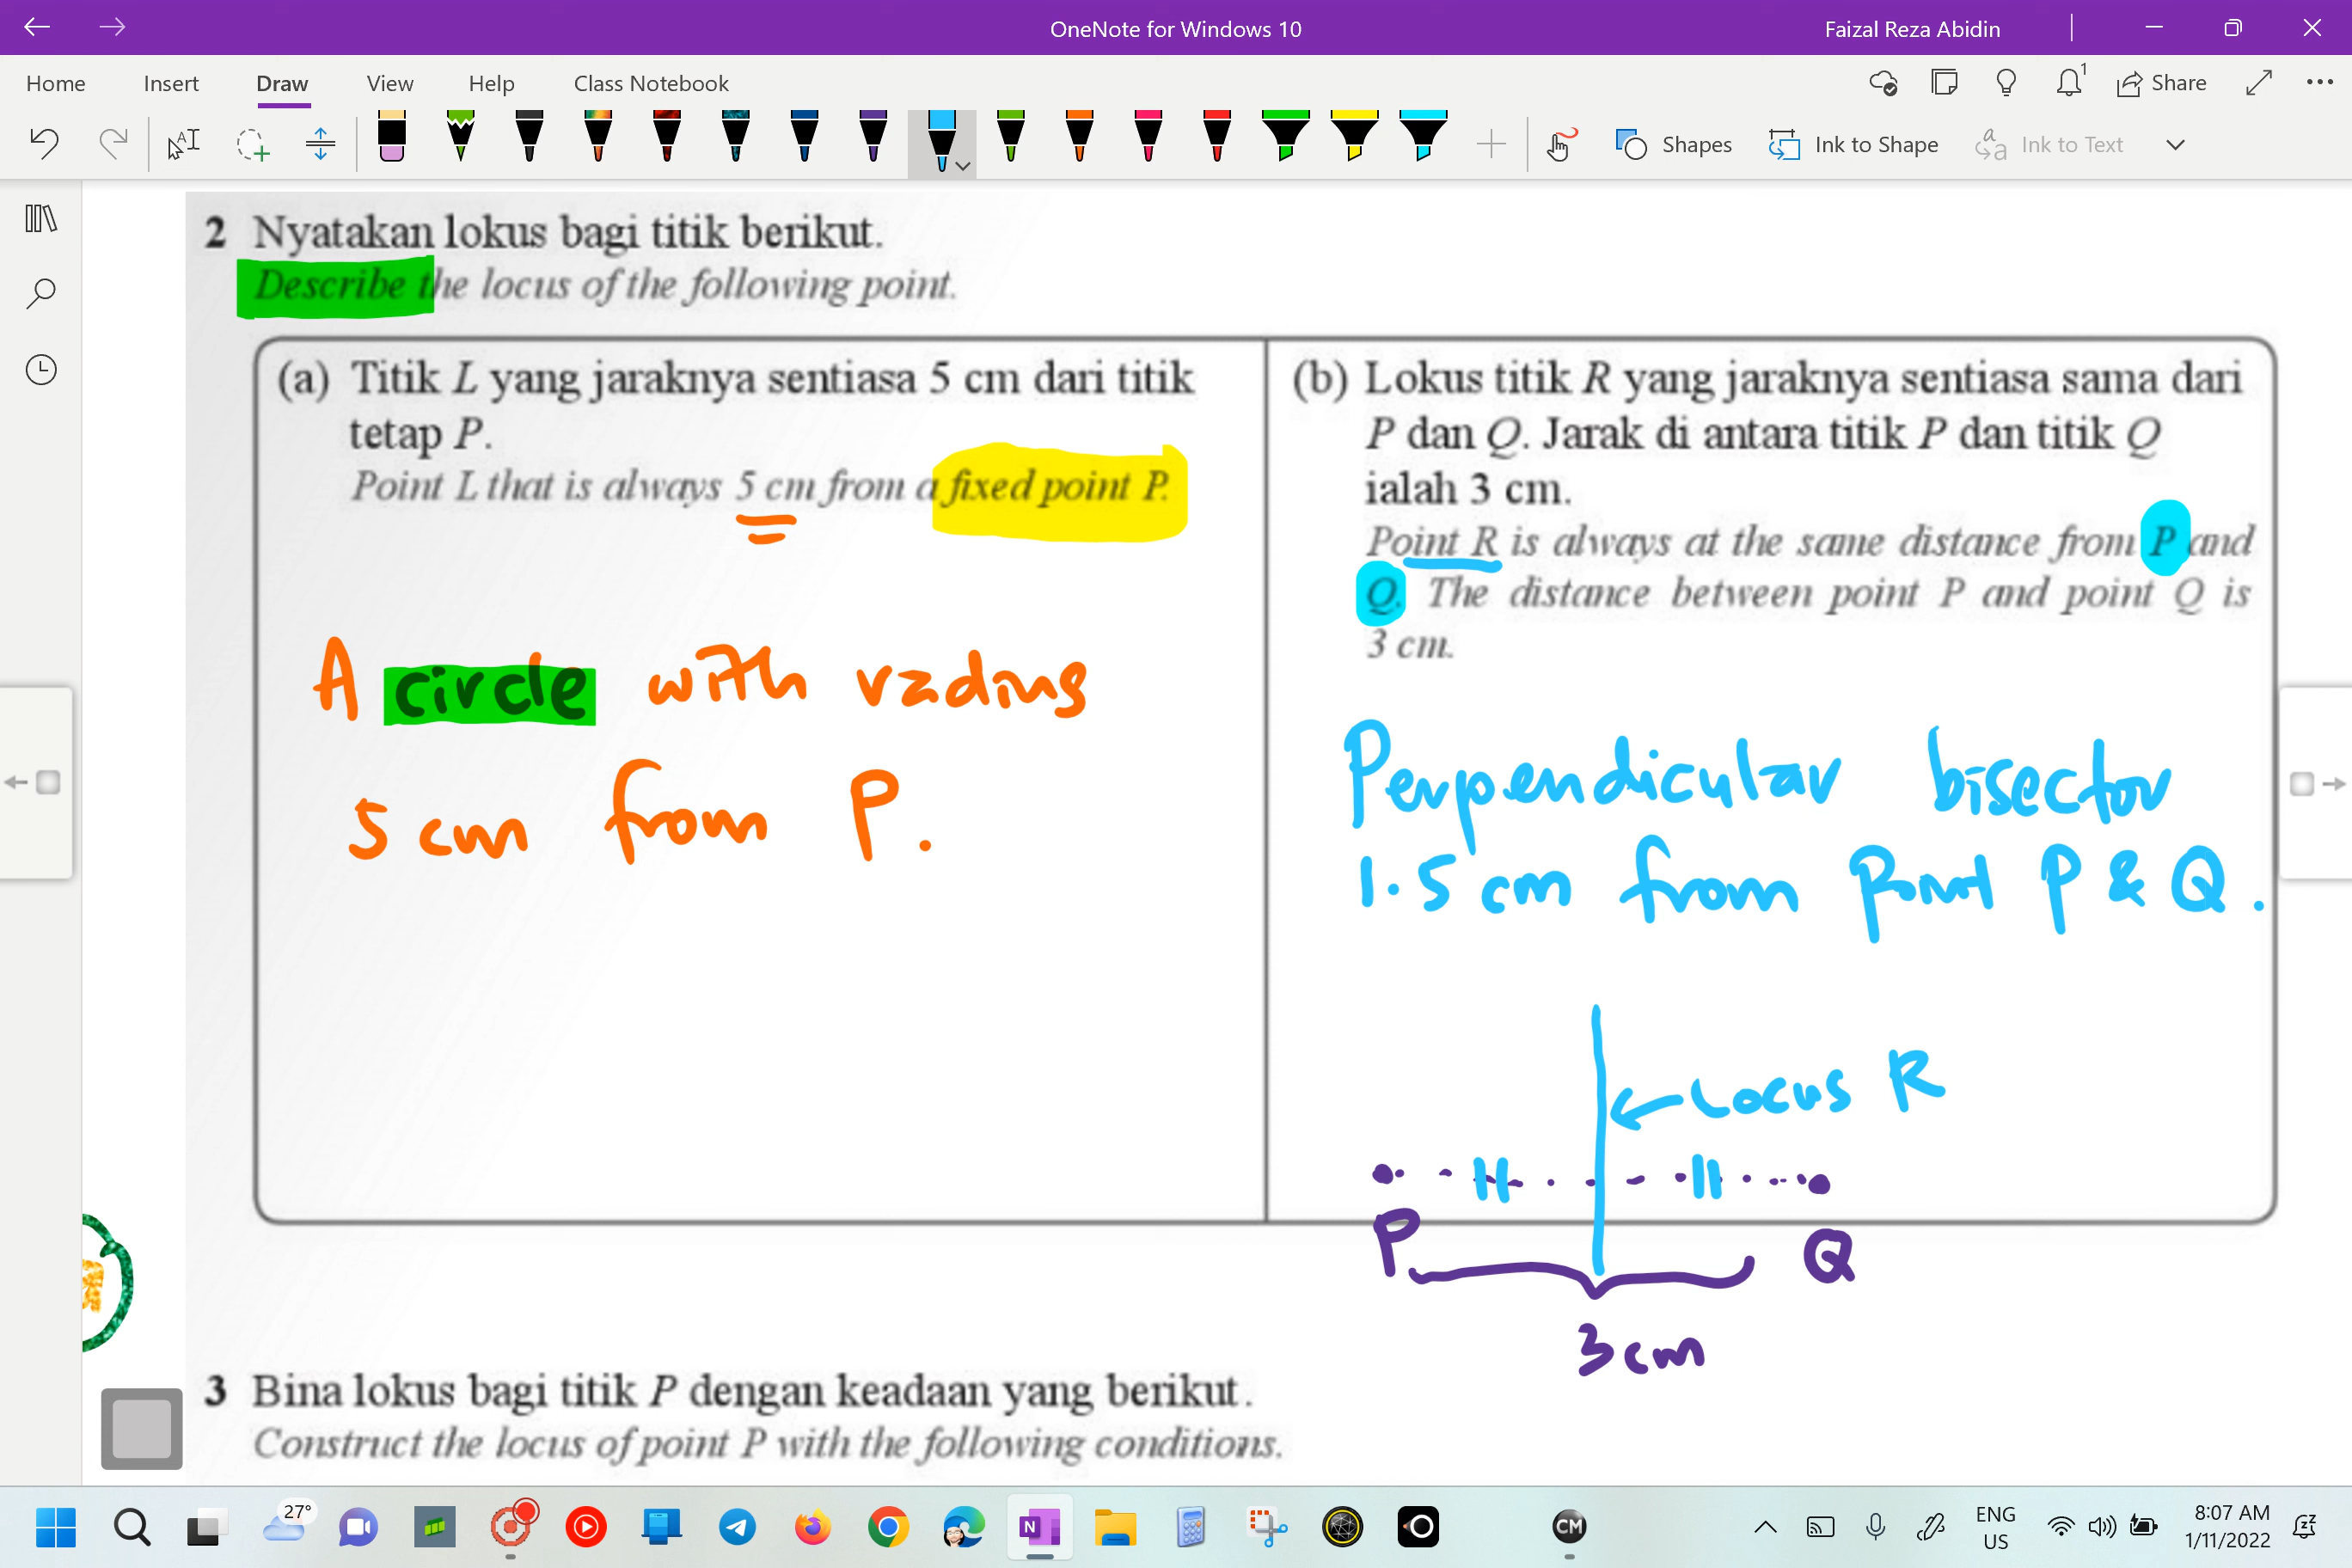 OneNote for Windows 10
Faizal Reza Abidin
Home Insert Draw View Help Class Notebook
1 Share
Shapes Ink to Shape Ink to Text
2 Nyatakan lokus bagi titik berikut.
Describe the locus of the following point.
(a) Titik L yang jaraknya sentiasa 5 cm dari titik
tetap P.
Point L that is always 5 cm from a fixed point P.
A circle with radius
5 cm from P.
(b) Lokus titik R yang jaraknya sentiasa sama dari
P dan Q. Jarak di antara titik P dan titik Q
ialah 3 cm.
Point R is always at the same distance from P and
Q. The distance between point P and point Q is
3 cm.
Perpendicular bisector
1.5 cm from point P & Q.
Locus R
P Q
3 cm
3 Bina lokus bagi titik P dengan keadaan yang berikut.
Construct the locus of point P with the following conditions.
27°
N
CM
ENG
US
8:07 AM
1/11/2022